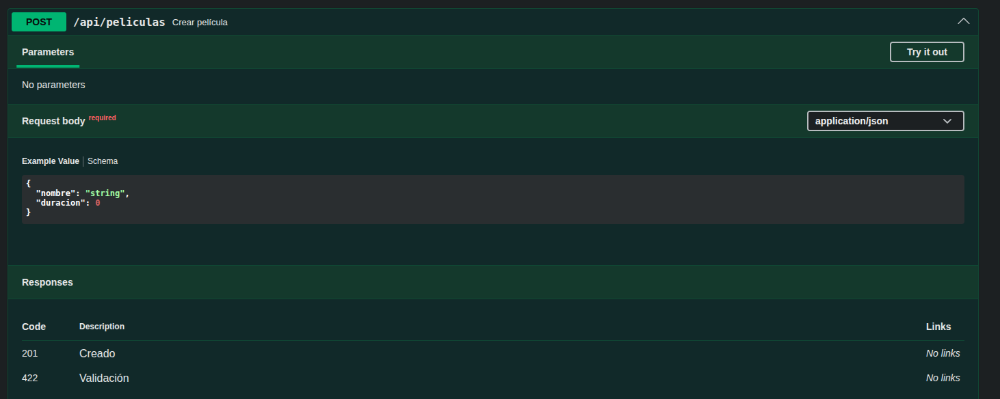 POST /api/peliculas Crear película
Parameters Try it out
No parameters
Request body required application/json
Example Value Schema
{
  "nombre": "string",
  "duracion": 0
}
Responses
Code Description Links
201 Creado No links
422 Validación No links